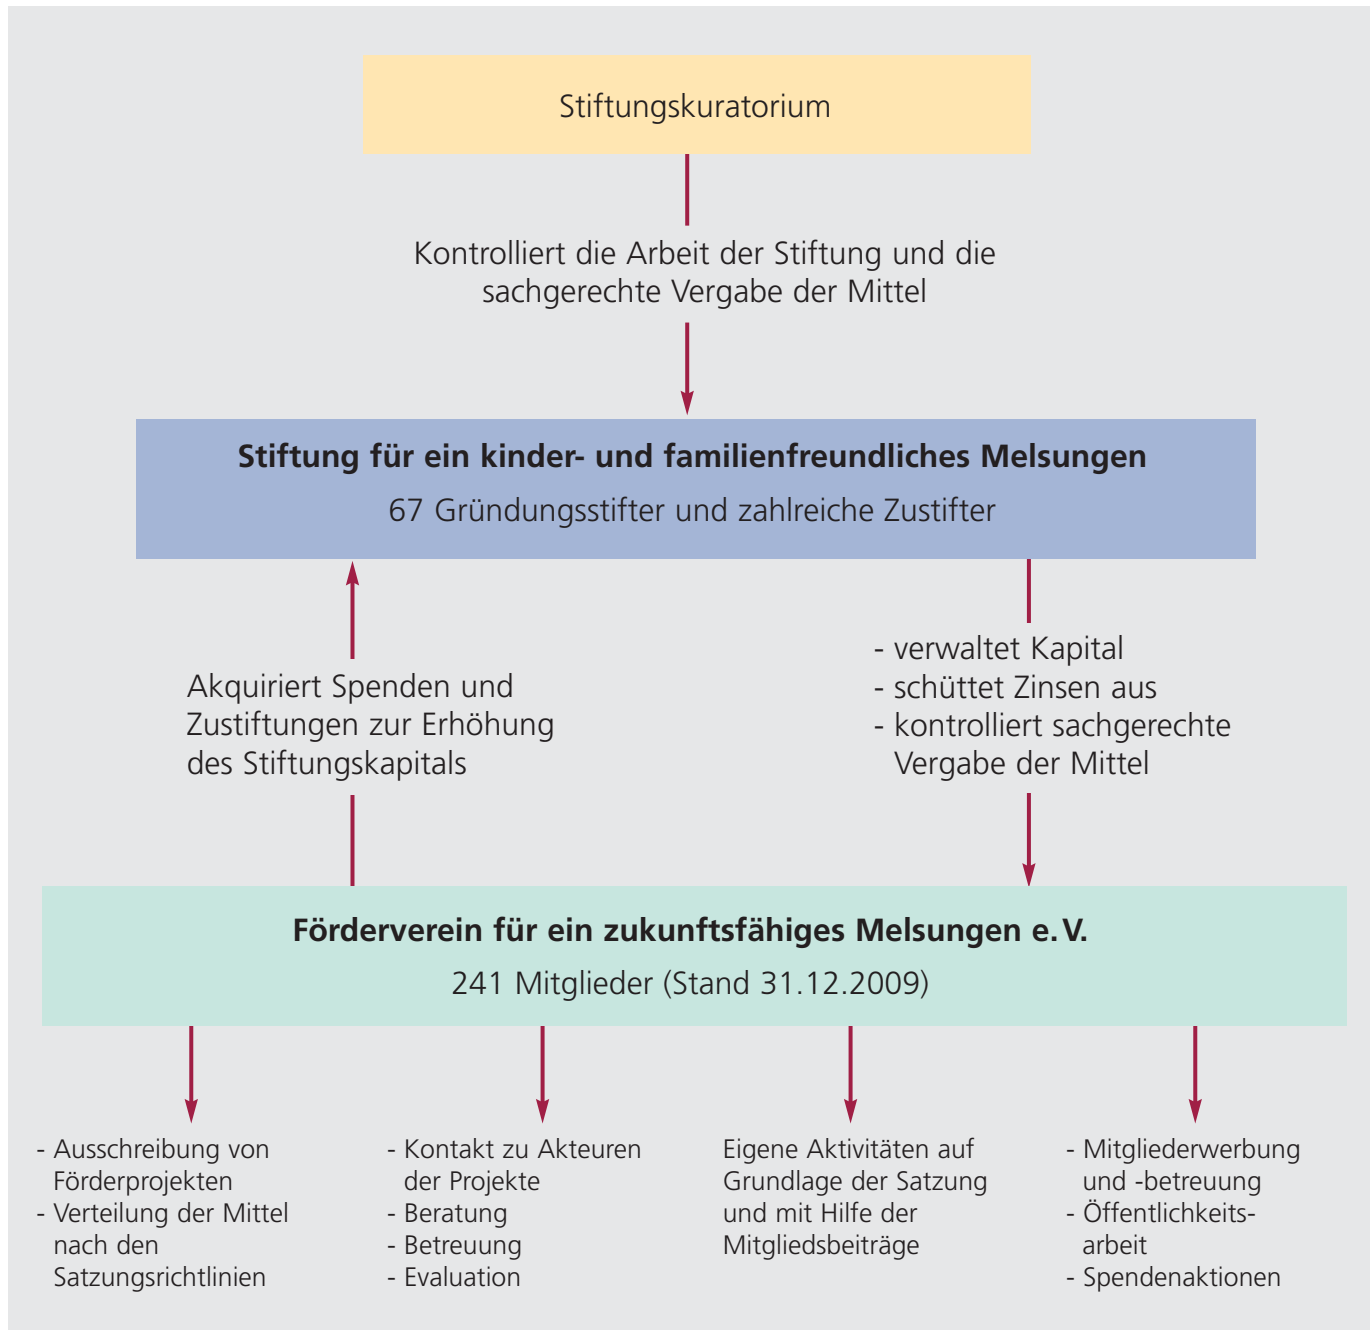 Stiftungskuratorium
Kontrolliert die Arbeit der Stiftung und die
sachgerechte Vergabe der Mittel
Stiftung für ein kinder- und familienfreundliches Melsungen
67 Gründungsstifter und zahlreiche Zustifter
Akquiriert Spenden und
Zustiftungen zur Erhöhung
des Stiftungskapitals
- verwaltet Kapital
- schüttet Zinsen aus
- kontrolliert sachgerechte
Vergabe der Mittel
Förderverein für ein zukunftsfähiges Melsungen e.V.
241 Mitglieder (Stand 31.12.2009)
- Ausschreibung von
Förderprojekten
- Verteilung der Mittel
nach den
Satzungsrichtlinien
- Kontakt zu Akteuren
der Projekte
- Beratung
- Betreuung
- Evaluation
Eigene Aktivitäten auf
Grundlage der Satzung
und mit Hilfe der
Mitgliedsbeiträge
- Mitgliederwerbung
und -betreuung
- Öffentlichkeits-
arbeit
- Spendenaktionen